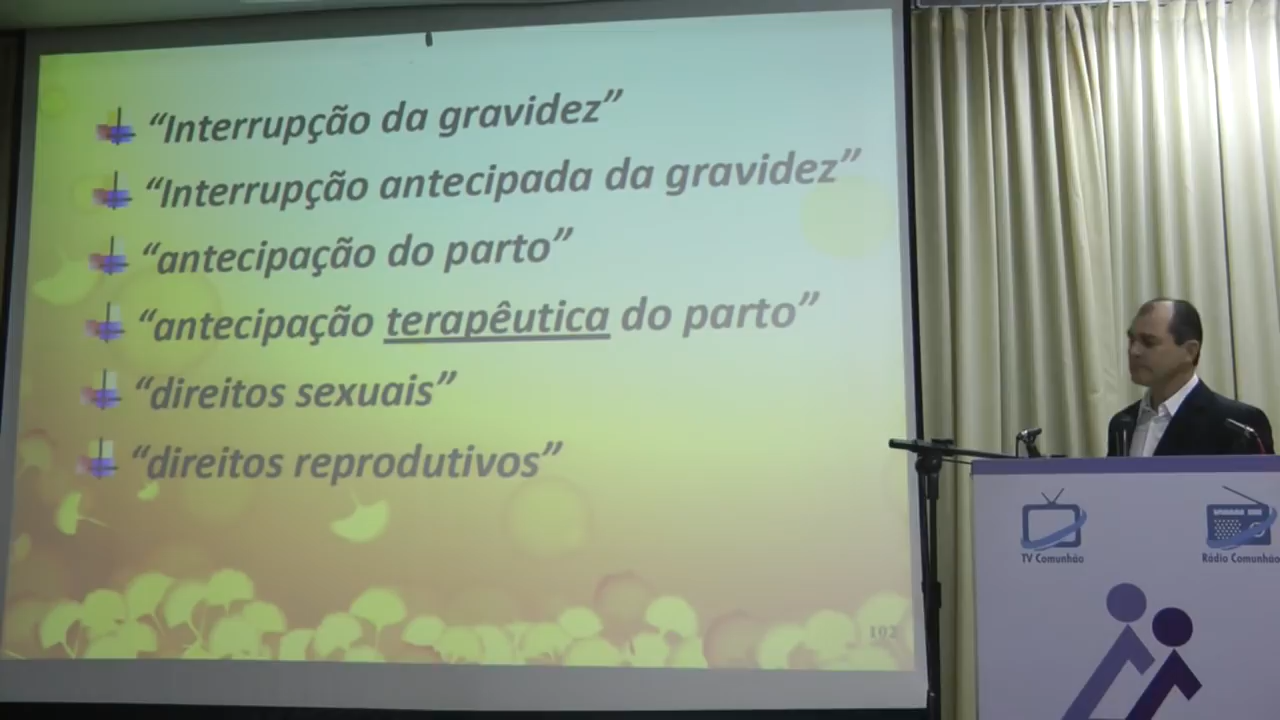 “Interrupção da gravidez”
“Interrupção antecipada da gravidez”
“antecipação do parto”
“antecipação terapêutica do parto”
“direitos sexuais”
“direitos reprodutivos”
102
TV Comunhão
Rádio Comunhão